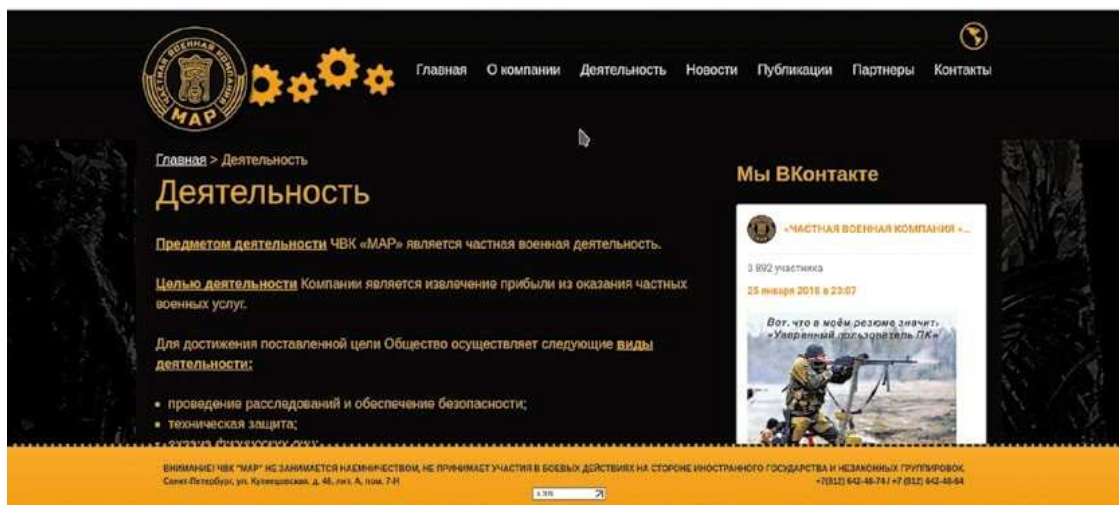 ЧАСТНАЯ ВОЕННАЯ КОМПАНИЯ
МАР
Главная О компании Деятельность Новости Публикации Партнеры Контакты
Главная > Деятельность
Деятельность
Предметом деятельности ЧВК «МАР» является частная военная деятельность.
Целью деятельности Компании является извлечение прибыли из оказания частных
военных услуг.
Для достижения поставленной цели Общество осуществляет следующие виды
деятельности:
проведение расследований и обеспечение безопасности;
техническая защита;
охрана физических лиц;
Мы ВКонтакте
«ЧАСТНАЯ ВОЕННАЯ КОМПАНИЯ «...
3 892 участника
25 января 2018 в 23:07
Вот, что в моём резюме значит
«Уверенный пользователь ПК»
ВНИМАНИЕ! ЧВК "МАР" НЕ ЗАНИМАЕТСЯ НАЕМНИЧЕСТВОМ, НЕ ПРИНИМАЕТ УЧАСТИЯ В БОЕВЫХ ДЕЙСТВИЯХ НА СТОРОНЕ ИНОСТРАННОГО ГОСУДАРСТВА И НЕЗАКОННЫХ ГРУППИРОВОК.
Санкт-Петербург, ул. Кузнецовская, д. 46, лит. А, пом. 7-Н
+7(812) 642-48-74 / +7 (812) 642-48-64